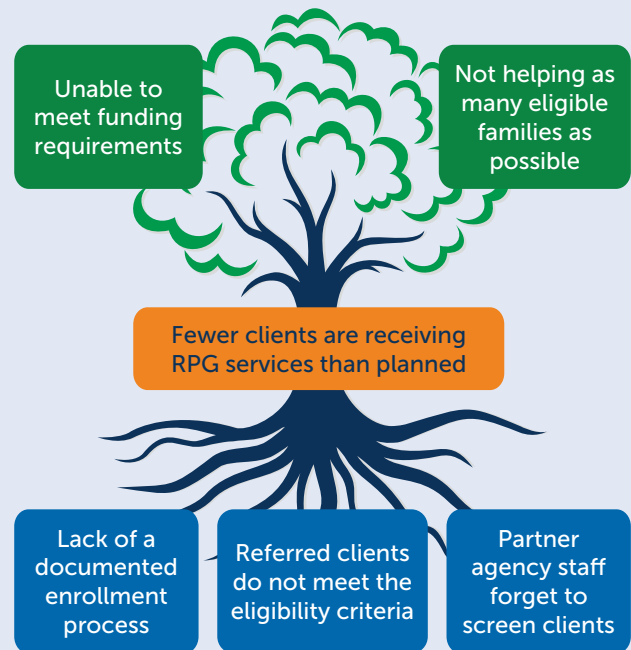 Unable to
meet funding
requirements
Not helping as
many eligible
families as
possible
Fewer clients are receiving
RPG services than planned
Lack of a
documented
enrollment
process
Referred clients
do not meet the
eligibility criteria
Partner
agency staff
forget to
screen clients